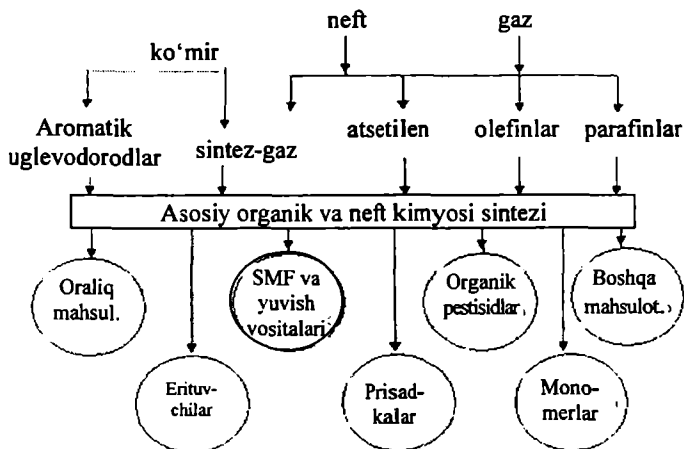 neft
gaz
ko‘mir
Aromatik
uglevodorodlar
sintez-gaz
atsetilen
olefinlar
parafinlar
Asosiy organik va neft kimyosi sintezi
Oraliq
mahsul.
SMF va
yuvish
vositalari
Organik
pestisidlar
Boshqa
mahsulot.
Erituv-
chilar
Prisad-
kalar
Mono-
merlar